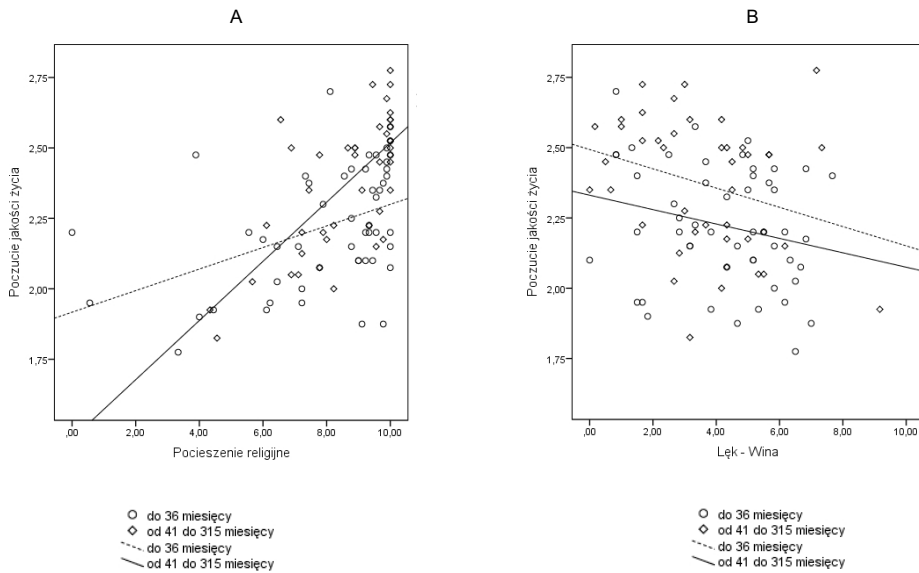 A
Poczucie jakości życia
2,75
2,50
2,25
2,00
1,75
,00
2,00
4,00
6,00
8,00
10,00
Pocieszenie religijne
do 36 miesięcy
od 41 do 315 miesięcy
do 36 miesięcy
od 41 do 315 miesięcy
B
Poczucie jakości życia
2,75
2,50
2,25
2,00
1,75
,00
2,00
4,00
6,00
8,00
10,00
Lęk - Wina
do 36 miesięcy
od 41 do 315 miesięcy
do 36 miesięcy
od 41 do 315 miesięcy